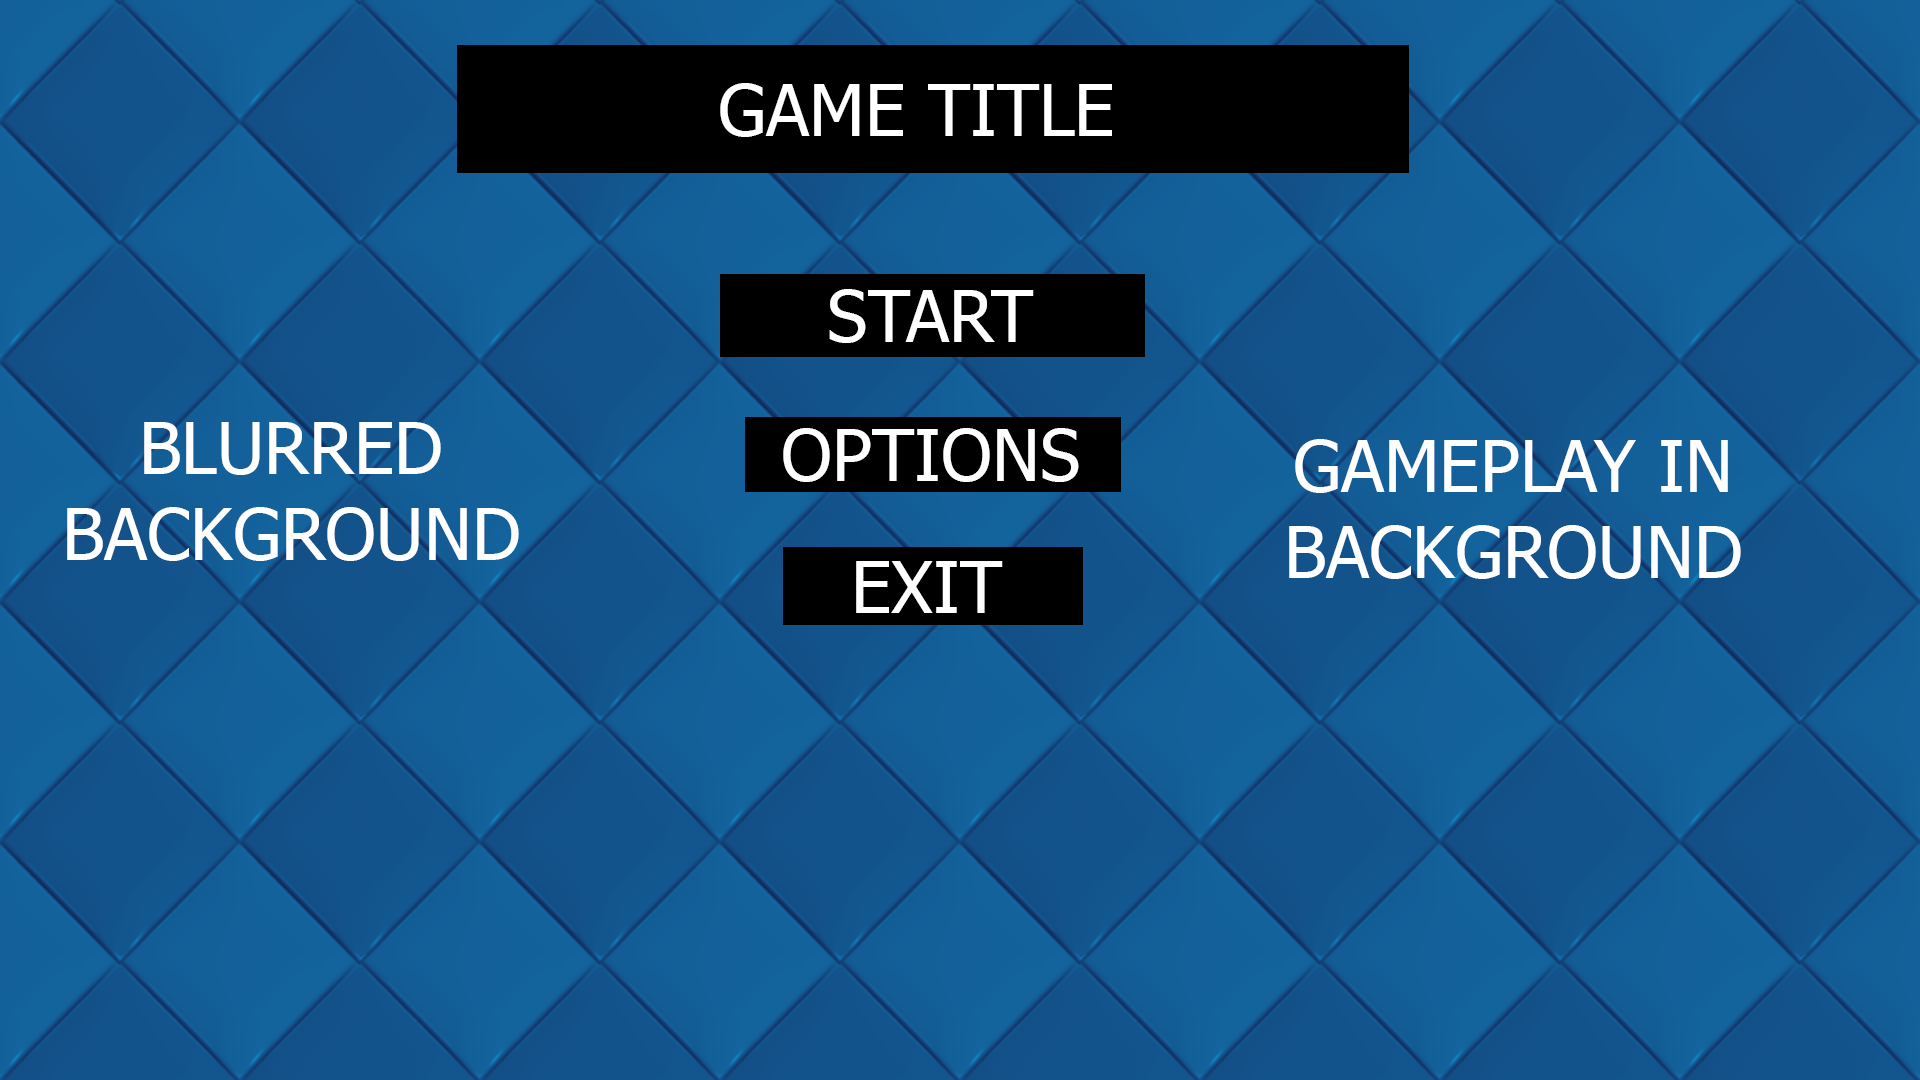 GAME TITLE
START
OPTIONS
EXIT
BLURRED
BACKGROUND
GAMEPLAY IN
BACKGROUND